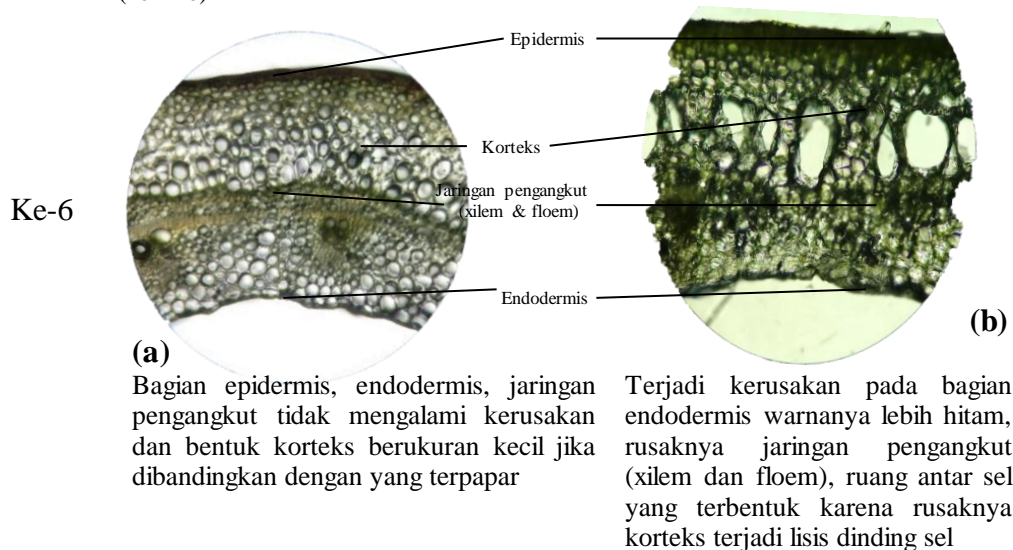 Epidermis
Korteks
Jaringan pengangkut
(xilem & floem)
Ke-6
Endodermis
(a)
(b)
Bagian epidermis, endodermis, jaringan
pengangkut tidak mengalami kerusakan
dan bentuk korteks berukuran kecil jika
dibandingkan dengan yang terpapar
Terjadi kerusakan pada bagian
endodermis warnanya lebih hitam,
rusaknya jaringan pengangkut
(xilem dan floem), ruang antar sel
yang terbentuk karena rusaknya
korteks terjadi lisis dinding sel